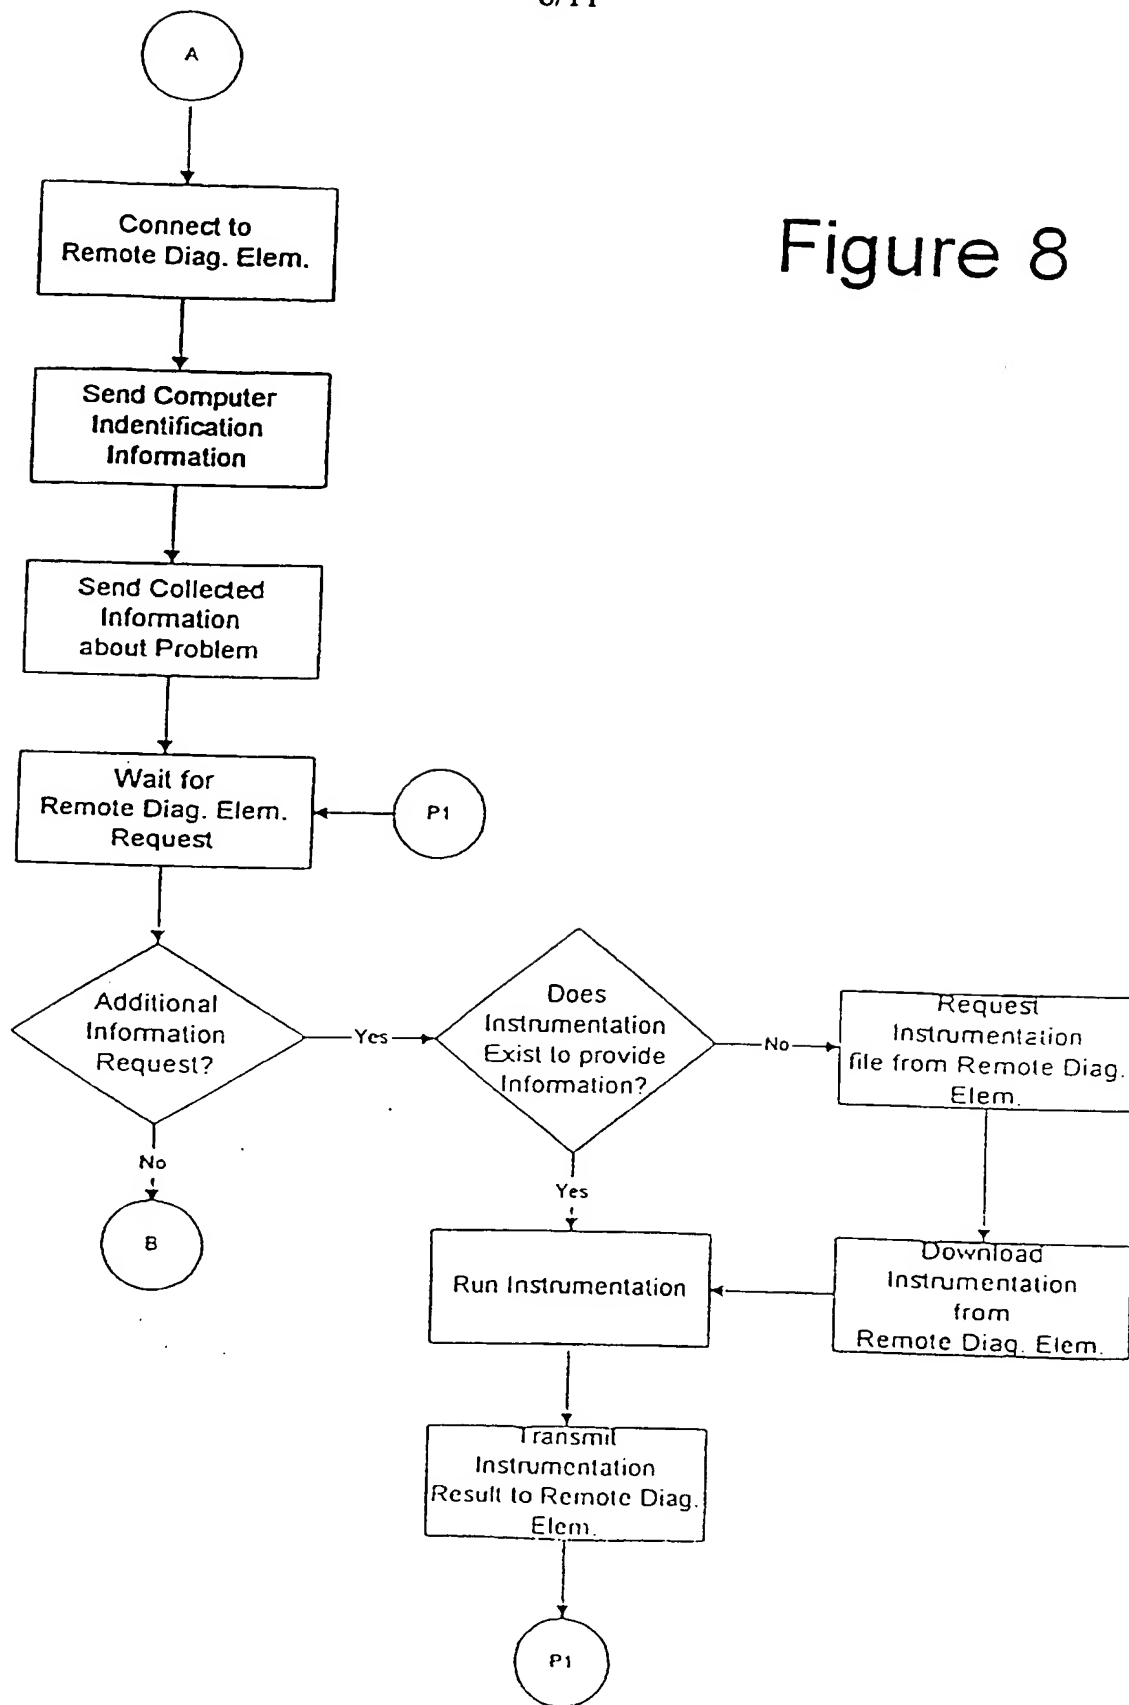 A
Connect to
Remote Diag. Elem.
Figure 8
Send Computer
Indentification
Information
Send Collected
Information
about Problem
Wait for
Remote Diag. Elem.
Request
P1
Additional
Information
Request?
Yes
Does
Instrumentation
Exist to provide
Information?
No
Request
Instrumentation
file from Remote Diag.
Elem.
No
B
Yes
Run Instrumentation
Download
Instrumentation
from
Remote Diag. Elem.
Transmit
Instrumentation
Result to Remote Diag.
Elem.
P1